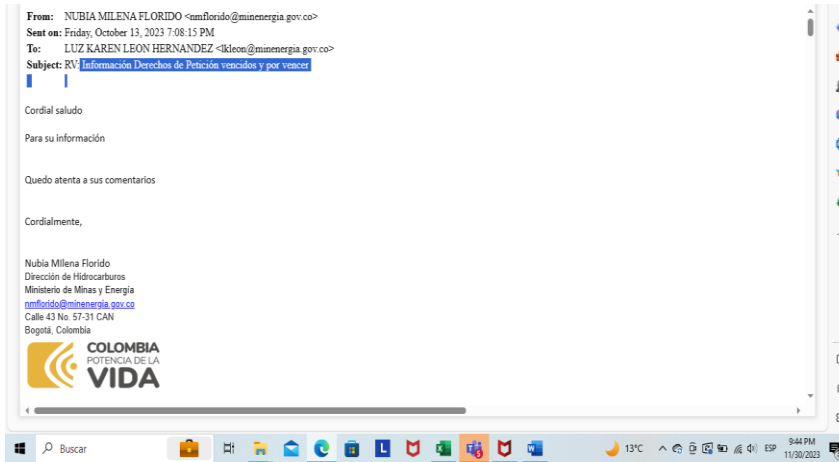 From: NUBIA MILENA FLORIDO <nmflorido@minenergia.gov.co>
Sent on: Friday, October 13, 2023 7:08:15 PM
To: LUZ KAREN LEON HERNANDEZ <lkleon@minenergia.gov.co>
Subject: RV: Información Derechos de Petición vencidos y por vencer
Cordial saludo
Para su información
Quedo atenta a sus comentarios
Cordialmente,
Nubia MIlena Florido
Dirección de Hidrocarburos
Ministerio de Minas y Energía
nmflorido@minenergia.gov.co
Calle 43 No. 57-31 CAN
Bogotá, Colombia
COLOMBIA
POTENCIA DE LA
VIDA
Buscar
L
5
W
13°C
ESP
9:44 PM
11/30/2023